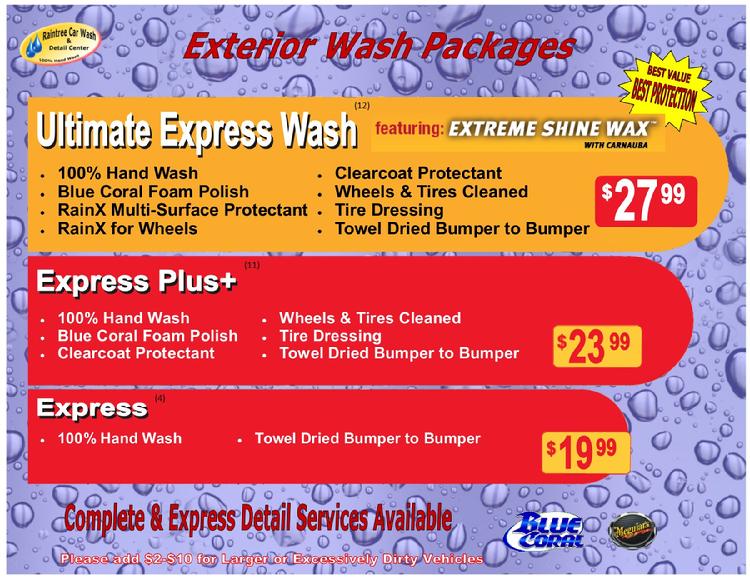 Raintree Car Wash
&
Detail Center
100% Hand Wash
Exterior Wash Packages
BEST VALUE
BEST PROTECTION
Ultimate Express Wash (12)
featuring: EXTREME SHINE WAX™
WITH CARNAUBA
• 100% Hand Wash
• Blue Coral Foam Polish
• RainX Multi-Surface Protectant
• RainX for Wheels
• Clearcoat Protectant
• Wheels & Tires Cleaned
• Tire Dressing
• Towel Dried Bumper to Bumper
$27 99
Express Plus+ (11)
• 100% Hand Wash
• Blue Coral Foam Polish
• Clearcoat Protectant
• Wheels & Tires Cleaned
• Tire Dressing
• Towel Dried Bumper to Bumper
$23 99
Express (4)
• 100% Hand Wash
• Towel Dried Bumper to Bumper
$19 99
Complete & Express Detail Services Available
BLUE
CORAL
Meguiar's
Please add $2-$10 for Larger or Excessively Dirty Vehicles